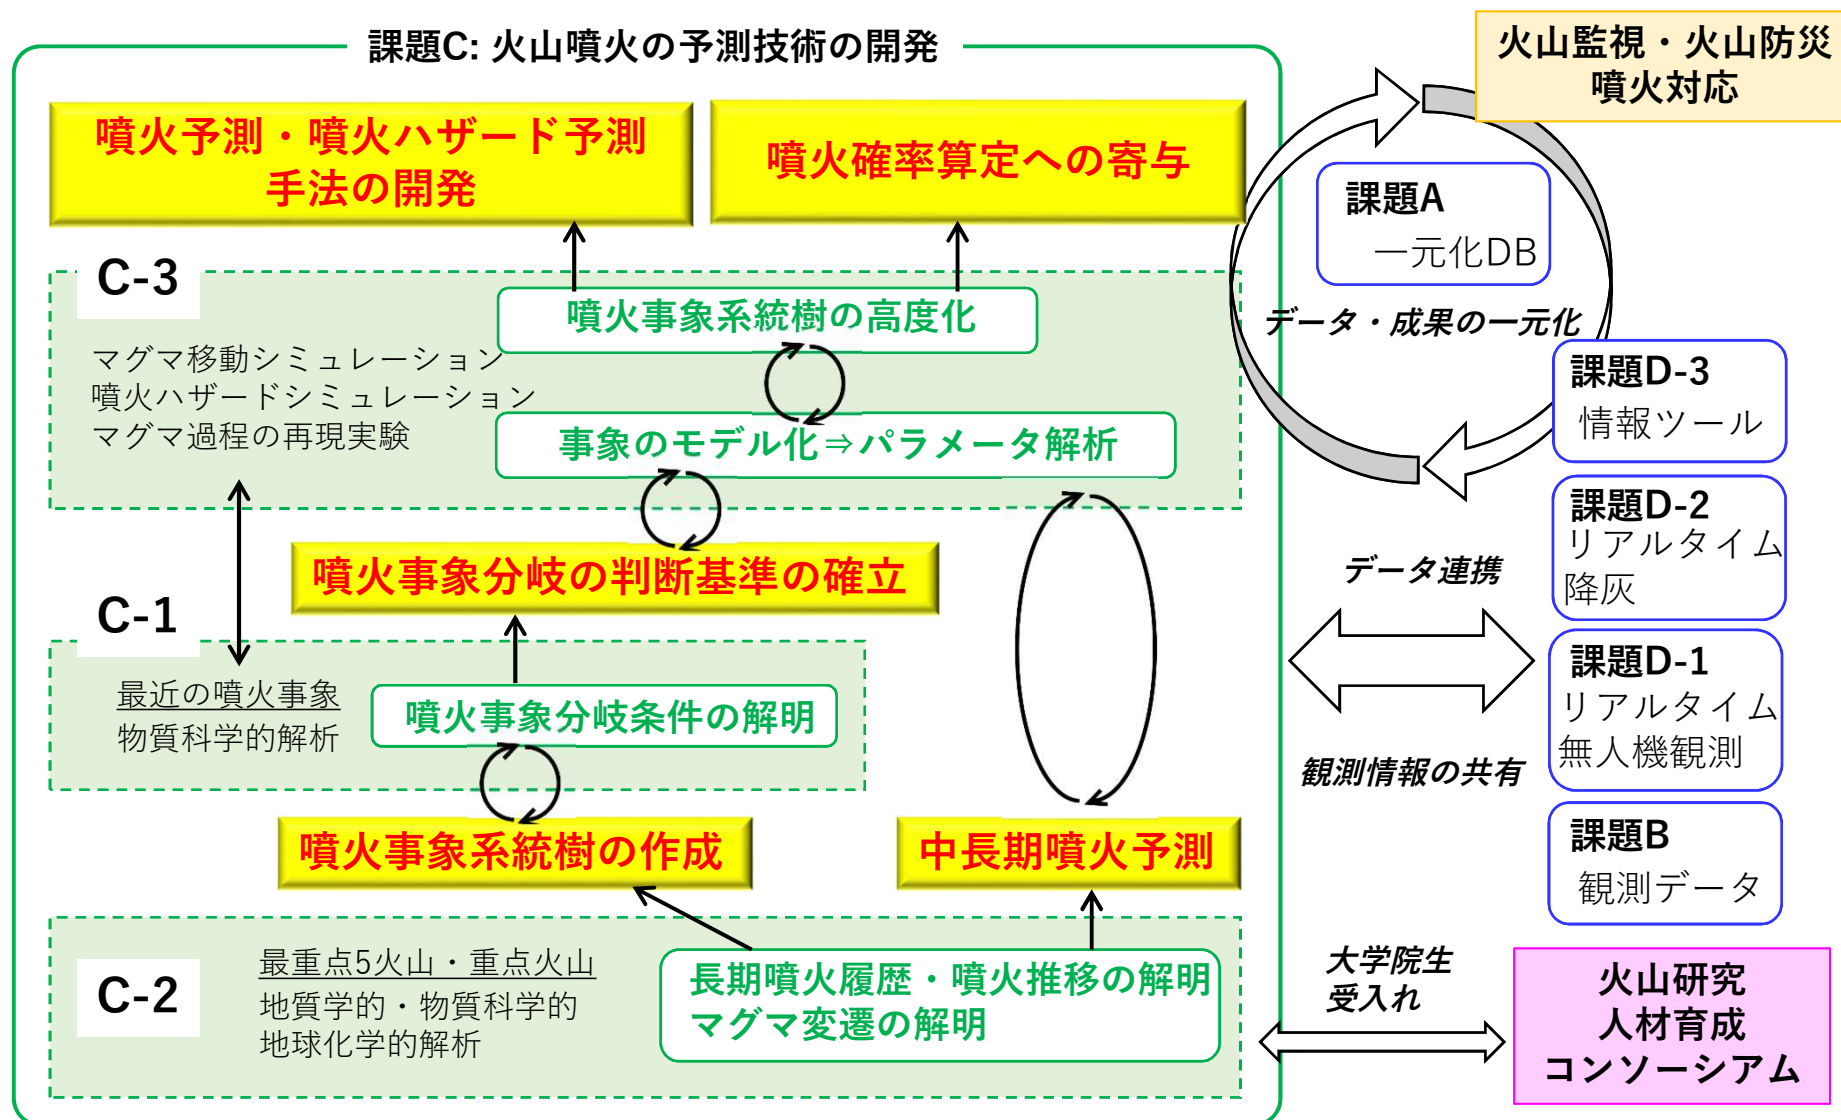 課題C: 火山噴火の予測技術の開発
噴火予測・噴火ハザード予測
手法の開発
噴火確率算定への寄与
C-3
噴火事象系統樹の高度化
マグマ移動シミュレーション
噴火ハザードシミュレーション
マグマ過程の再現実験
事象のモデル化⇒パラメータ解析
噴火事象分岐の判断基準の確立
C-1
最近の噴火事象
物質科学的解析
噴火事象分岐条件の解明
噴火事象系統樹の作成
中長期噴火予測
C-2
最重点5火山・重点火山
地質学的・物質科学的
地球化学的解析
長期噴火履歴・噴火推移の解明
マグマ変遷の解明
火山監視・火山防災
噴火対応
課題A
一元化DB
データ・成果の一元化
課題D-3
情報ツール
課題D-2
リアルタイム
降灰
データ連携
課題D-1
リアルタイム
無人機観測
観測情報の共有
課題B
観測データ
大学院生
受入れ
火山研究
人材育成
コンソーシアム